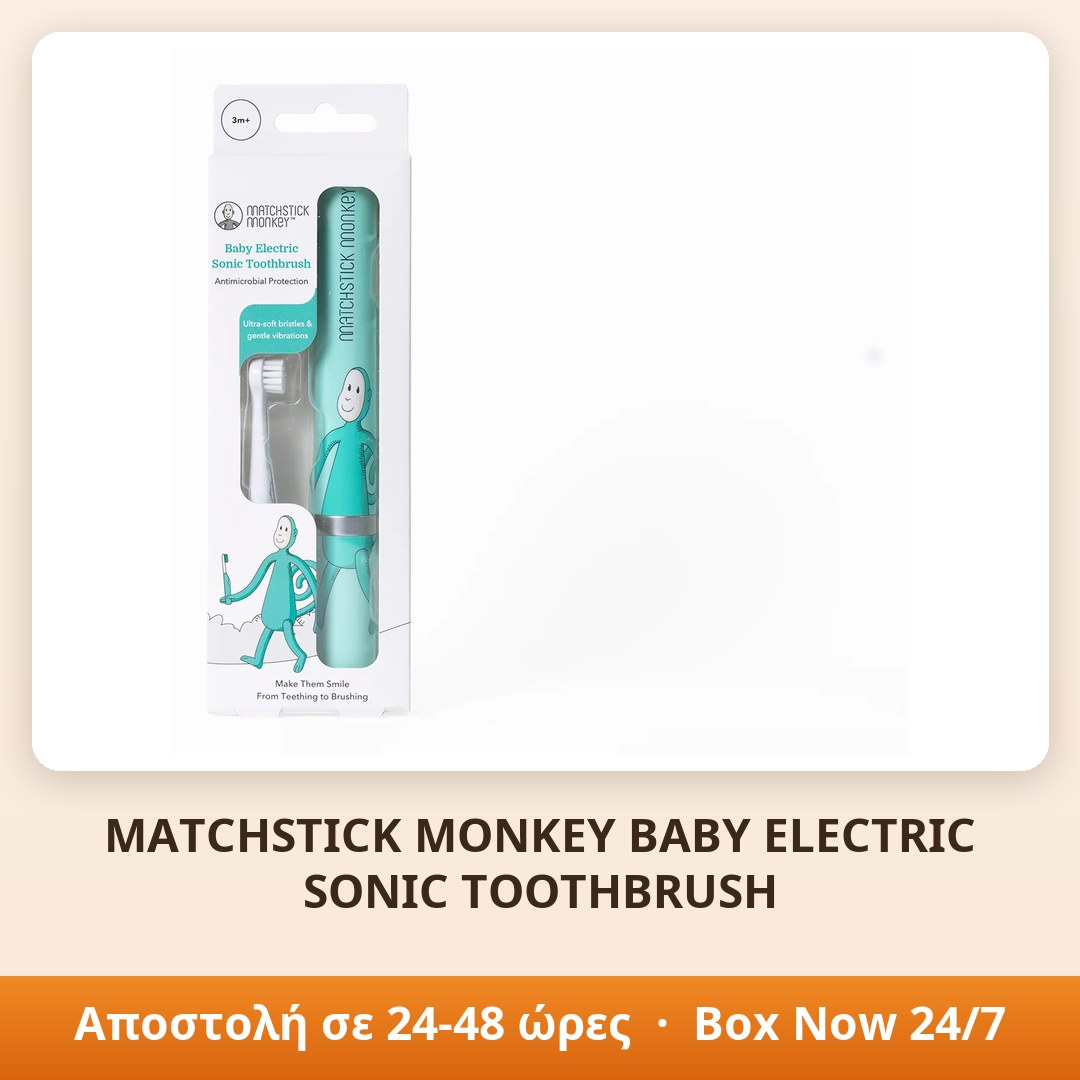 3m+
MATCHSTICK
MONKEY™
Baby Electric
Sonic Toothbrush
Antimicrobial Protection
Ultra-soft bristles &
gentle vibrations
MATCHSTICK MONKEY
Make Them Smile
From Teething to Brushing
MATCHSTICK MONKEY BABY ELECTRIC
SONIC TOOTHBRUSH
Αποστολή σε 24-48 ώρες · Box Now 24/7